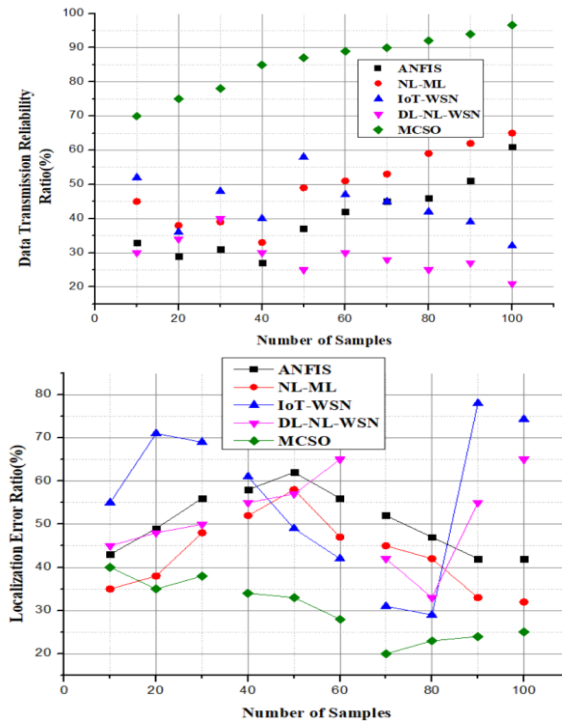 100
90
80
70
60
50
40
30
20
Data Transmission Reliability
Ratio(%)
ANFIS
NL-ML
IoT-WSN
DL-NL-WSN
MCSO
0 20 40 60 80 100
Number of Samples
ANFIS
NL-ML
IoT-WSN
DL-NL-WSN
MCSO
80
70
60
50
40
30
20
Localization Error Ratio(%)
0 20 40 60 80 100
Number of Samples